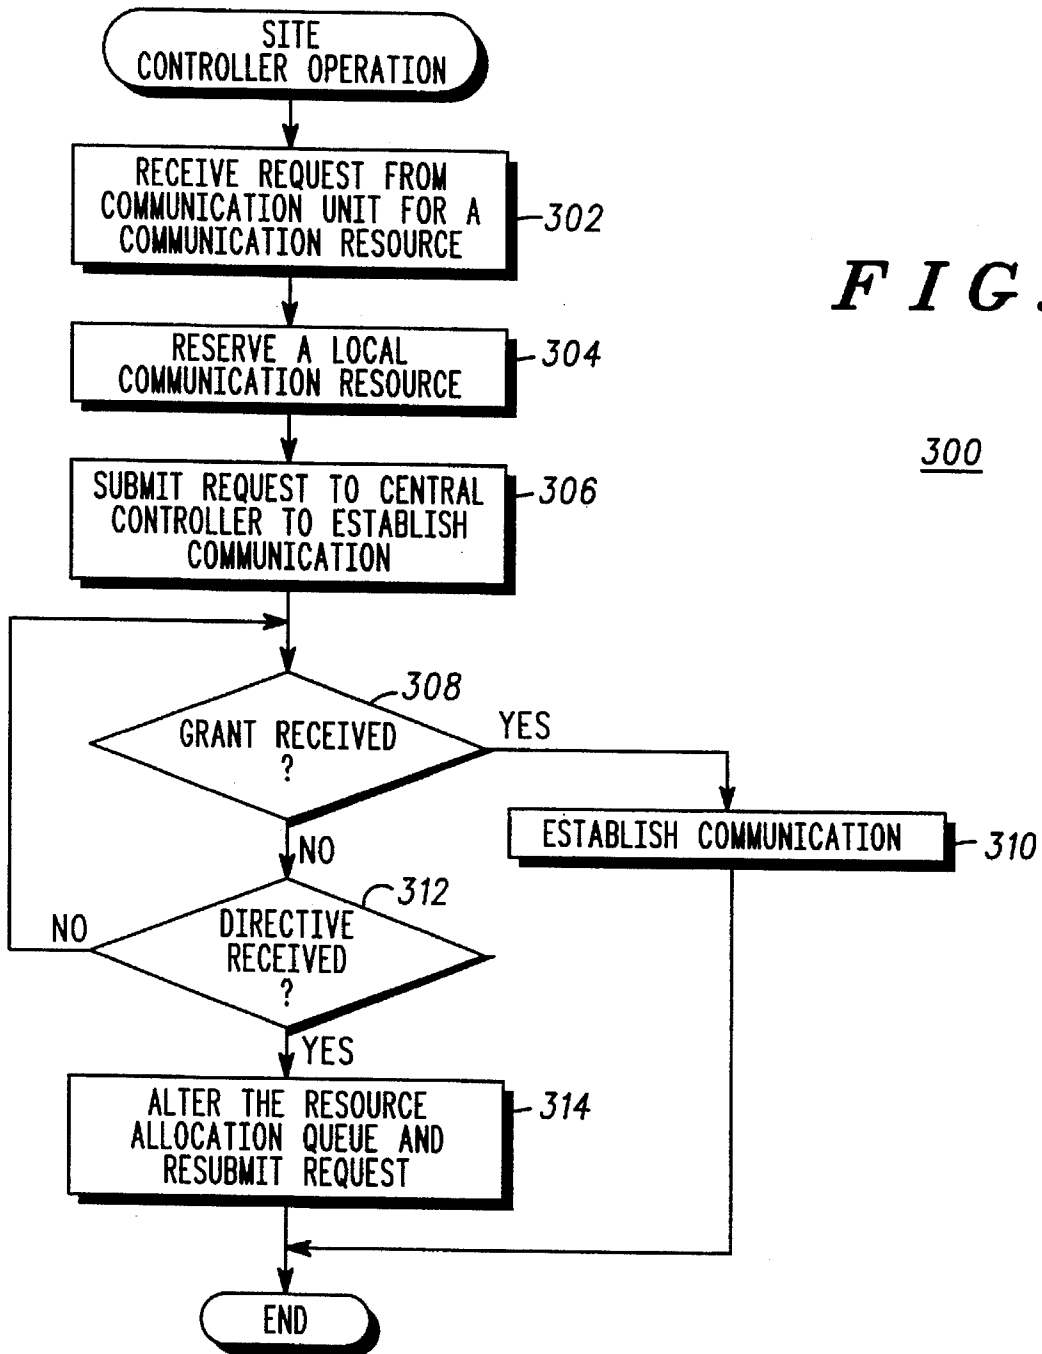 SITE
CONTROLLER OPERATION
RECEIVE REQUEST FROM
COMMUNICATION UNIT FOR A
COMMUNICATION RESOURCE
302
FIG.
RESERVE A LOCAL
COMMUNICATION RESOURCE
304
300
SUBMIT REQUEST TO CENTRAL
CONTROLLER TO ESTABLISH
COMMUNICATION
306
308
GRANT RECEIVED
?
YES
ESTABLISH COMMUNICATION
310
NO
312
NO
DIRECTIVE
RECEIVED
?
YES
ALTER THE RESOURCE
ALLOCATION QUEUE AND
RESUBMIT REQUEST
314
END